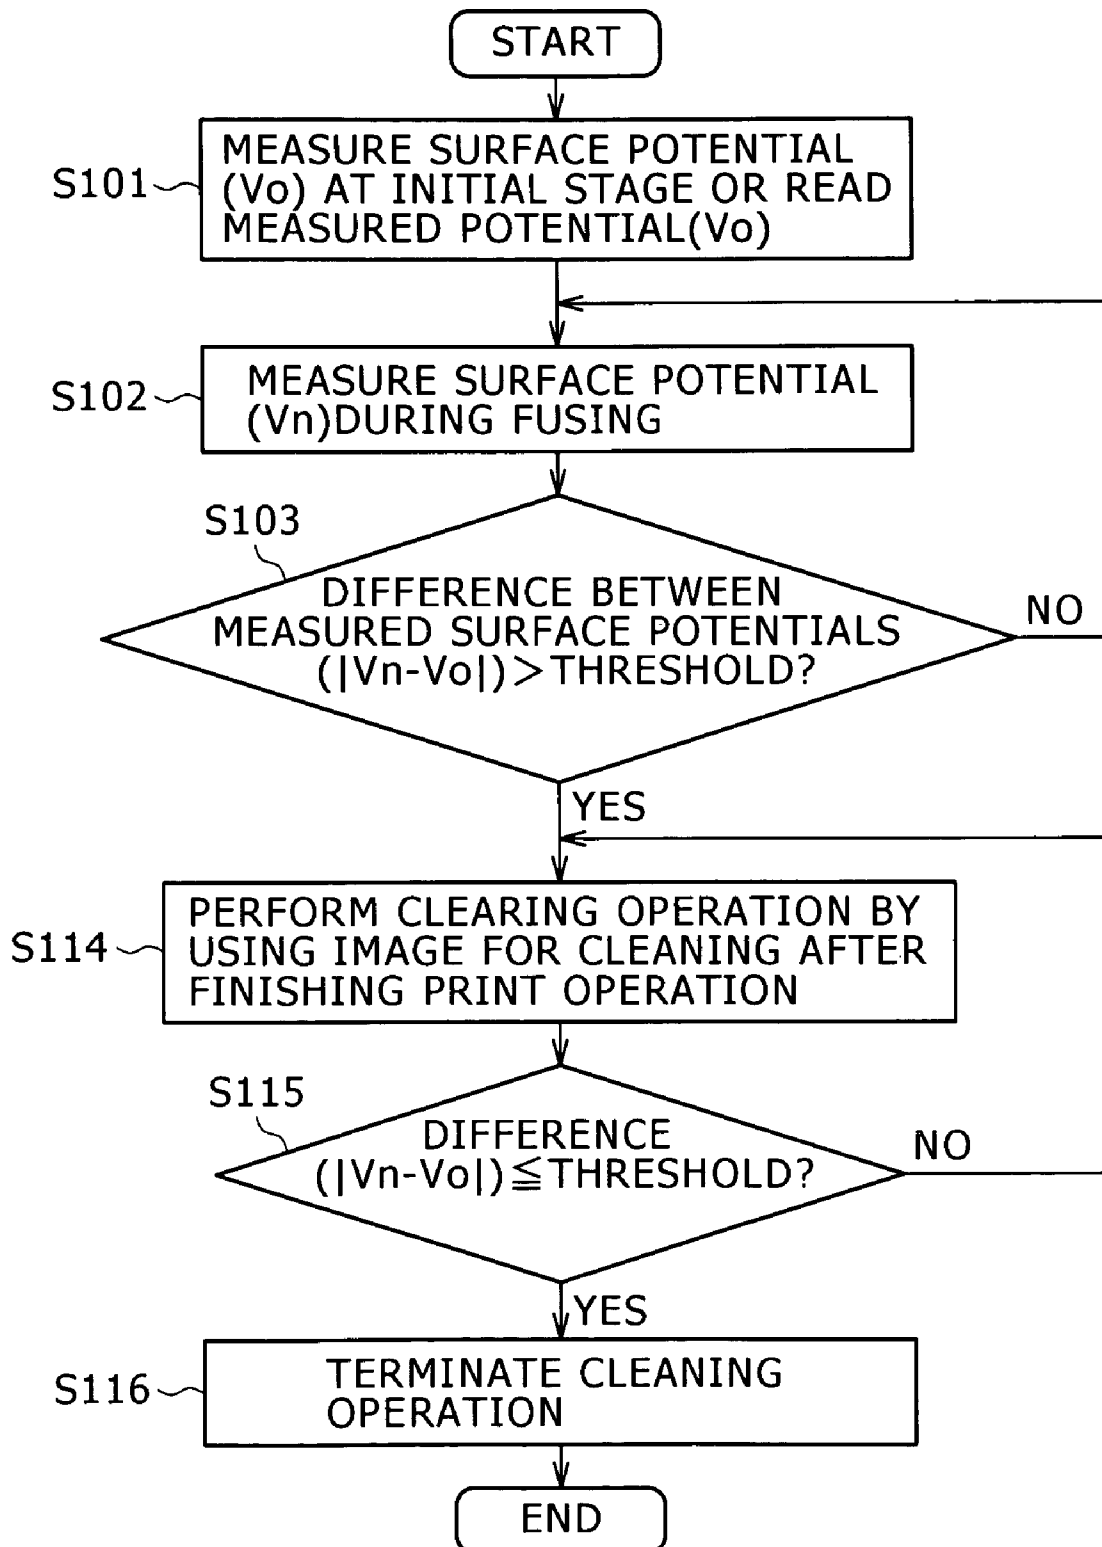 START
S101
MEASURE SURFACE POTENTIAL
(Vo) AT INITIAL STAGE OR READ
MEASURED POTENTIAL(Vo)
S102
MEASURE SURFACE POTENTIAL
(Vn)DURING FUSING
S103
DIFFERENCE BETWEEN
MEASURED SURFACE POTENTIALS
(|Vn-Vo|)>THRESHOLD?
NO
YES
S114
PERFORM CLEARING OPERATION BY
USING IMAGE FOR CLEANING AFTER
FINISHING PRINT OPERATION
S115
DIFFERENCE
(|Vn-Vo|)≦THRESHOLD?
NO
YES
S116
TERMINATE CLEANING
OPERATION
END